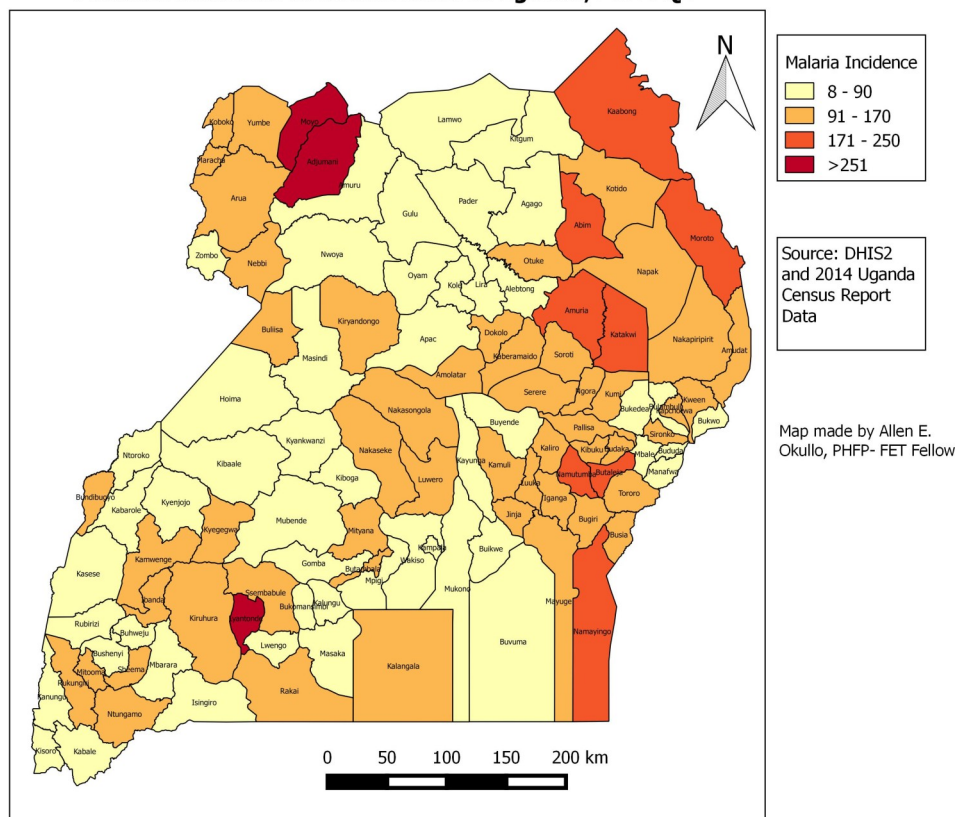 N
Malaria Incidence
8 - 90
91 - 170
171 - 250
>251
Source: DHIS2
and 2014 Uganda
Census Report
Data
Map made by Allen E.
Okullo, PHFP- FET Fellow
Kaabong
Lamwo
Kitgum
Koboko
Yumbe
Moyo
Maracha
Adjumani
Amuru
Arua
Kotido
Pader
Agago
Gulu
Abim
Moroto
Zombo
Nebbi
Nwoya
Otuke
Napak
Oyam
Kole
Lira
Alebtong
Amuria
Katakwi
Buliisa
Kiryandongo
Apac
Dokolo
Kaberamaido
Soroti
Nakapiripirit
Amudat
Masindi
Amolatar
Serere
Ngora
Kumi
Bukedea
Kween
Bukwo
Hoima
Nakasongola
Buyende
Pallisa
Sironko
Kyankwanzi
Kaliro
Kibuku
Budaka
Mbale
Bududa
Manafwa
Ntoroko
Kibaale
Nakaseke
Kayunga
Kamuli
Namutumba
Butaleja
Kiboga
Luwero
Luuka
Iganga
Tororo
Bundibugyo
Kabarole
Kyenjojo
Kyegegwa
Mubende
Mityana
Jinja
Bugiri
Busia
Kampala
Wakiso
Buikwe
Kasese
Kamwenge
Gomba
Butambala
Mpigi
Mukono
Mayuge
Ibanda
Kiruhura
Ssembabule
Bukomansimbi
Kalungu
Namayingo
Rubirizi
Buhweju
Lwengo
Masaka
Buvuma
Bushenyi
Sheema
Mbarara
Kalangala
Mitooma
Rukungiri
Kanungu
Ntungamo
Isingiro
Rakai
Kisoro
Kabale
0 50 100 150 200 km